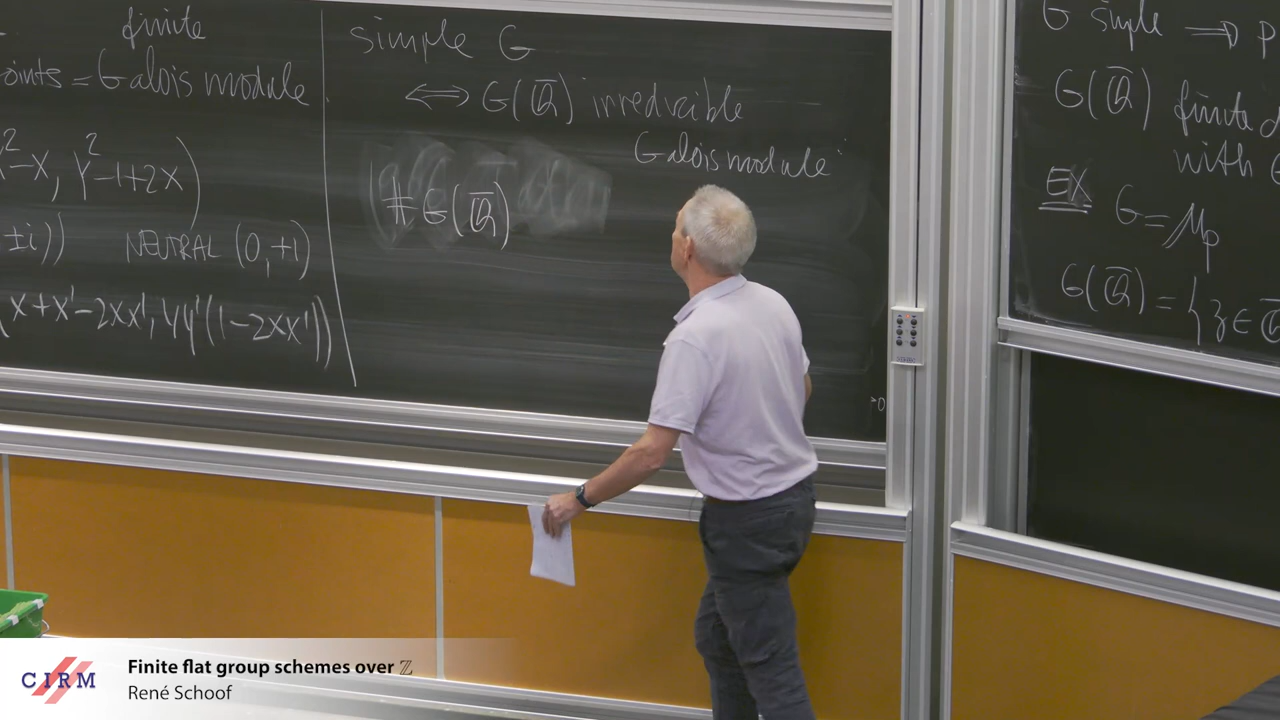 finite
oints = Galois module
²-x, y²-1+2x)
±i)) NEUTRAL (0,+1)
x+x'-2xx', yy'(1-2xx'))
simple G
⟺ G(ℚ̅) irreducible
Galois module
#G(ℚ̅)
G simple ⟹ p
G(ℚ̅) finite
with G
EX G = μp
G(ℚ̅) = { ζ ∈ ℚ̅
CIRM
Finite flat group schemes over ℤ
René Schoof